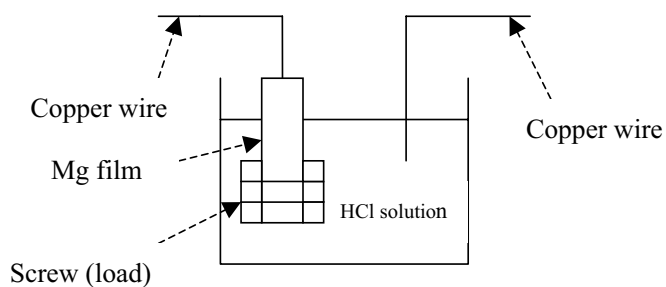 Copper wire
Copper wire
Mg film
HCl solution
Screw (load)